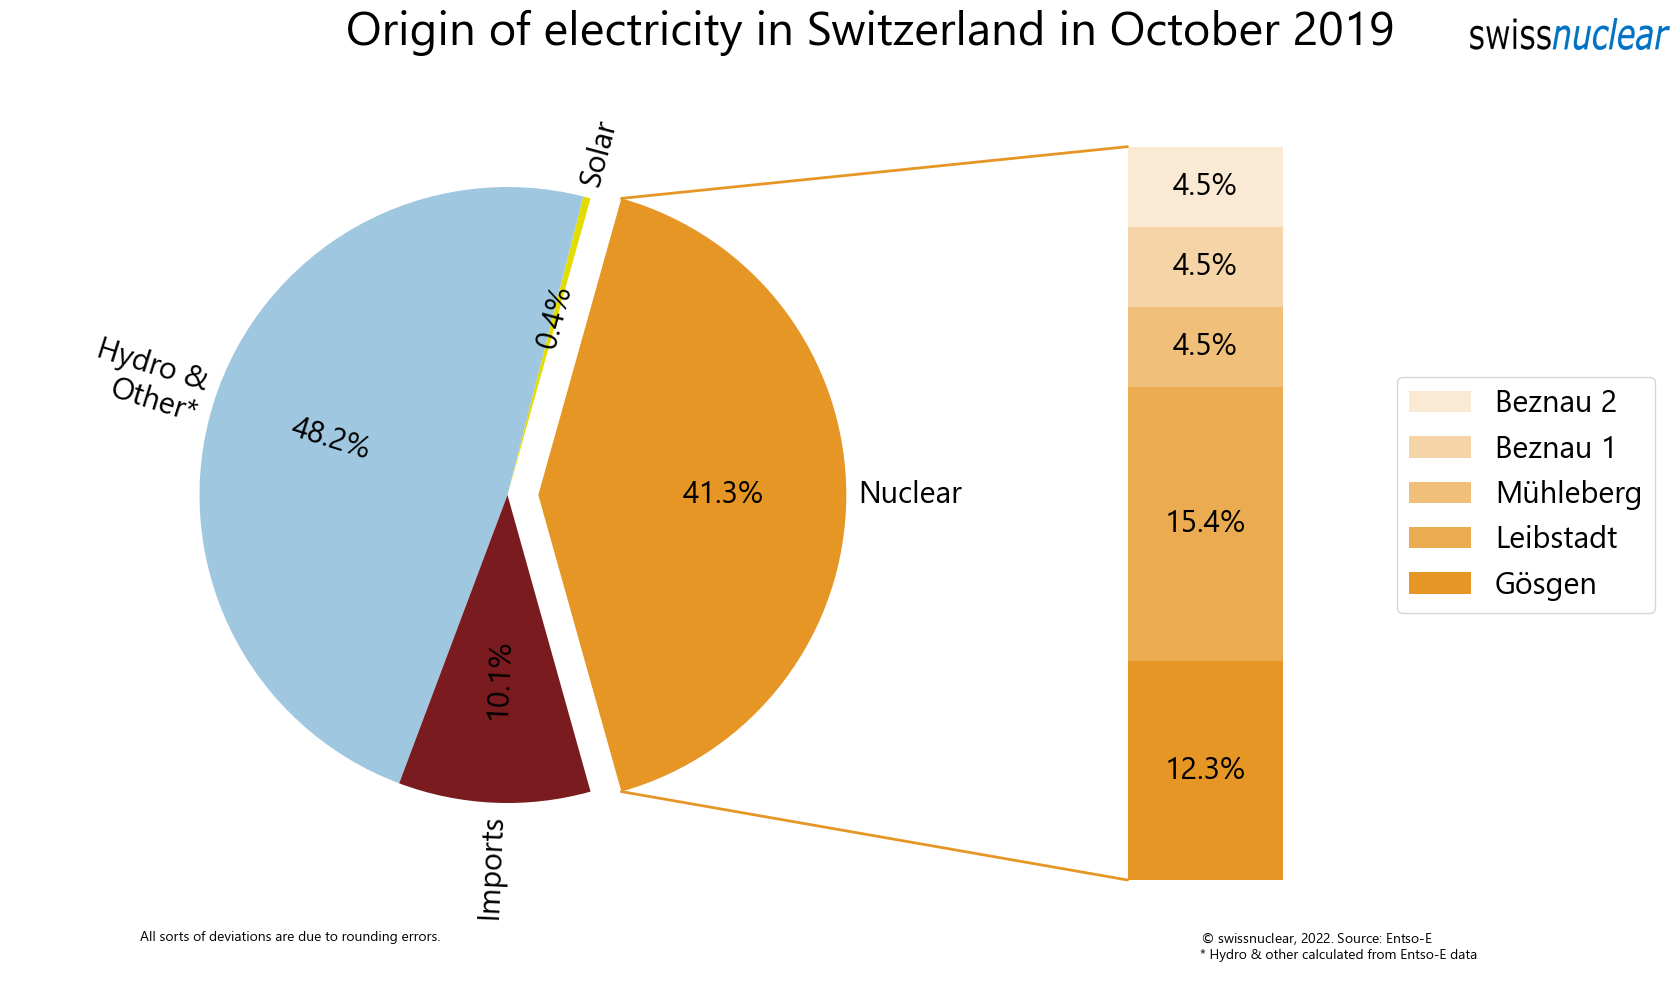 Origin of electricity in Switzerland in October 2019
swissnuclear
Solar
0.4%
Hydro &
Other*
48.2%
41.3%
Nuclear
10.1%
Imports
4.5%
4.5%
4.5%
15.4%
12.3%
Beznau 2
Beznau 1
Mühleberg
Leibstadt
Gösgen
All sorts of deviations are due to rounding errors.
© swissnuclear, 2022. Source: Entso-E
* Hydro & other calculated from Entso-E data